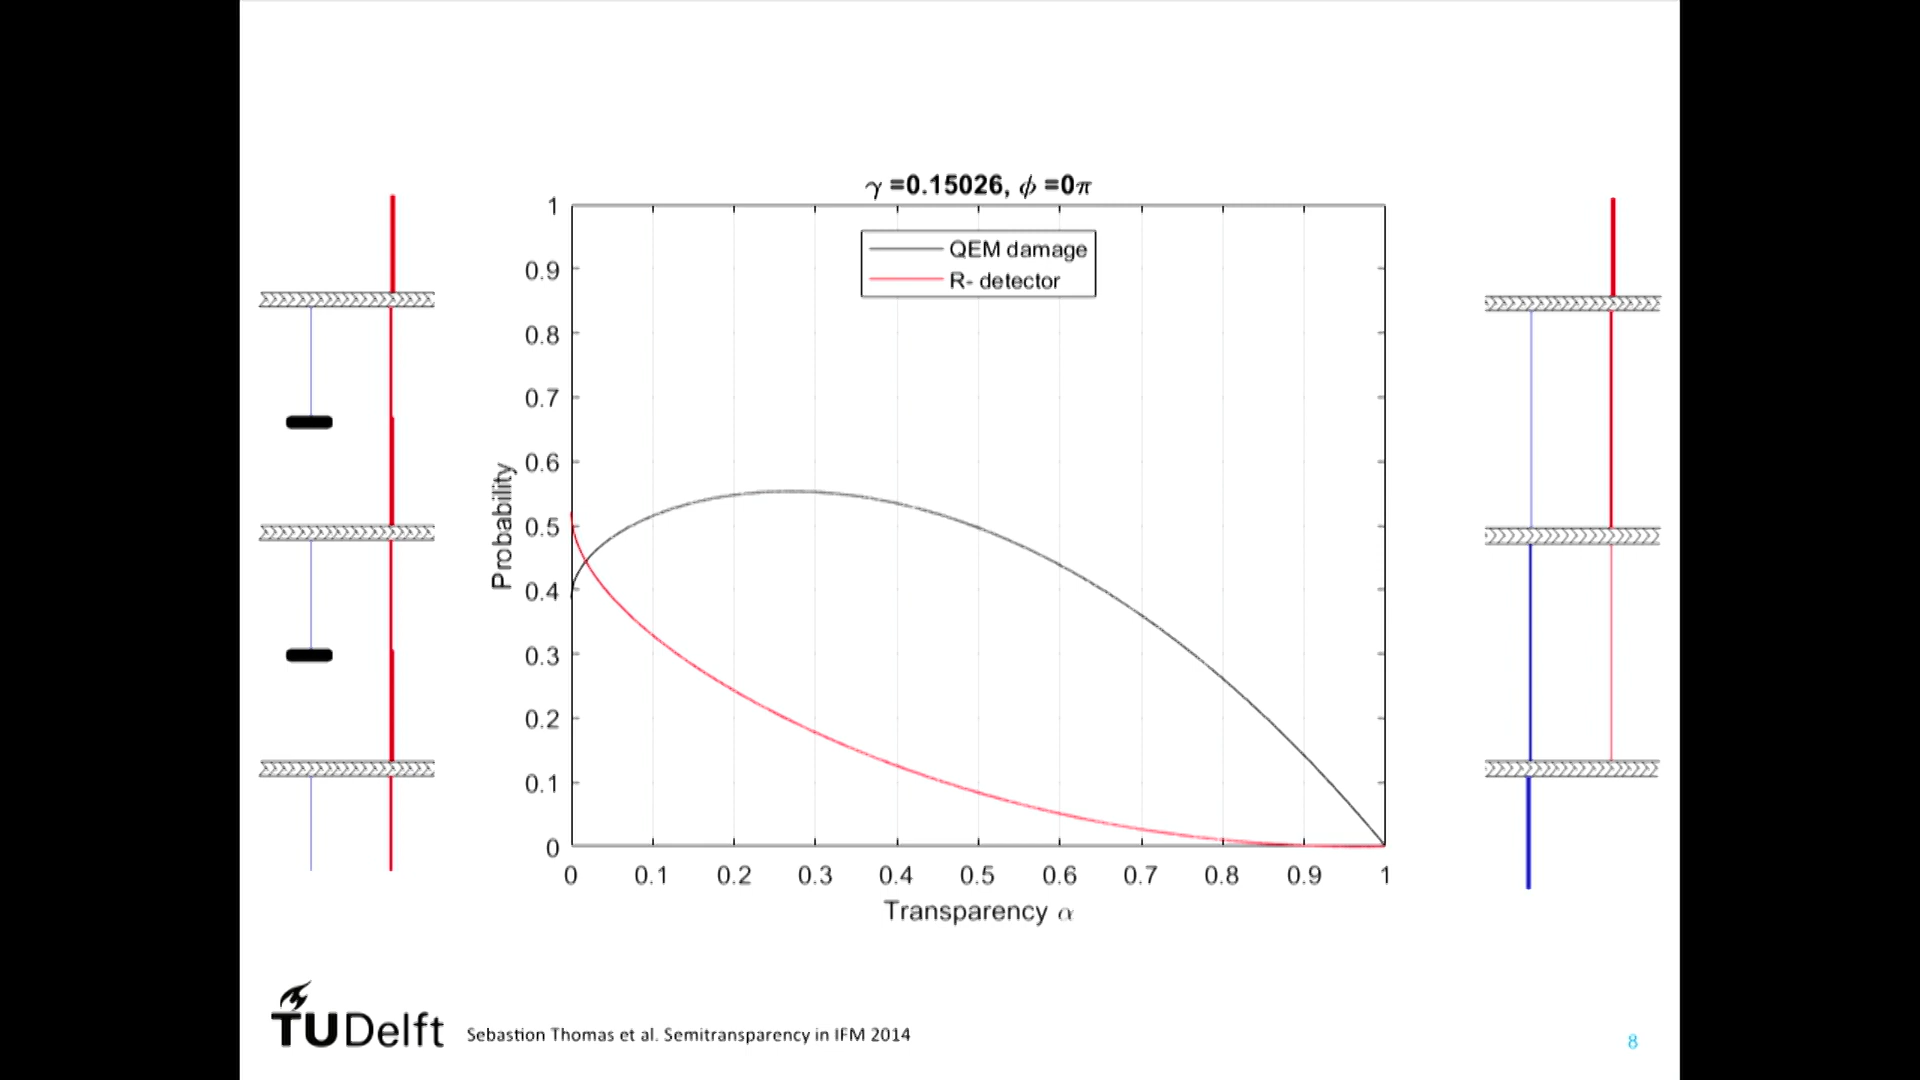 γ =0.15026, ϕ =0π
QEM damage
R- detector
Probability
1
0.9
0.8
0.7
0.6
0.5
0.4
0.3
0.2
0.1
0
0 0.1 0.2 0.3 0.4 0.5 0.6 0.7 0.8 0.9 1
Transparency α
TUDelft
Sebastion Thomas et al. Semitransparency in IFM 2014
8